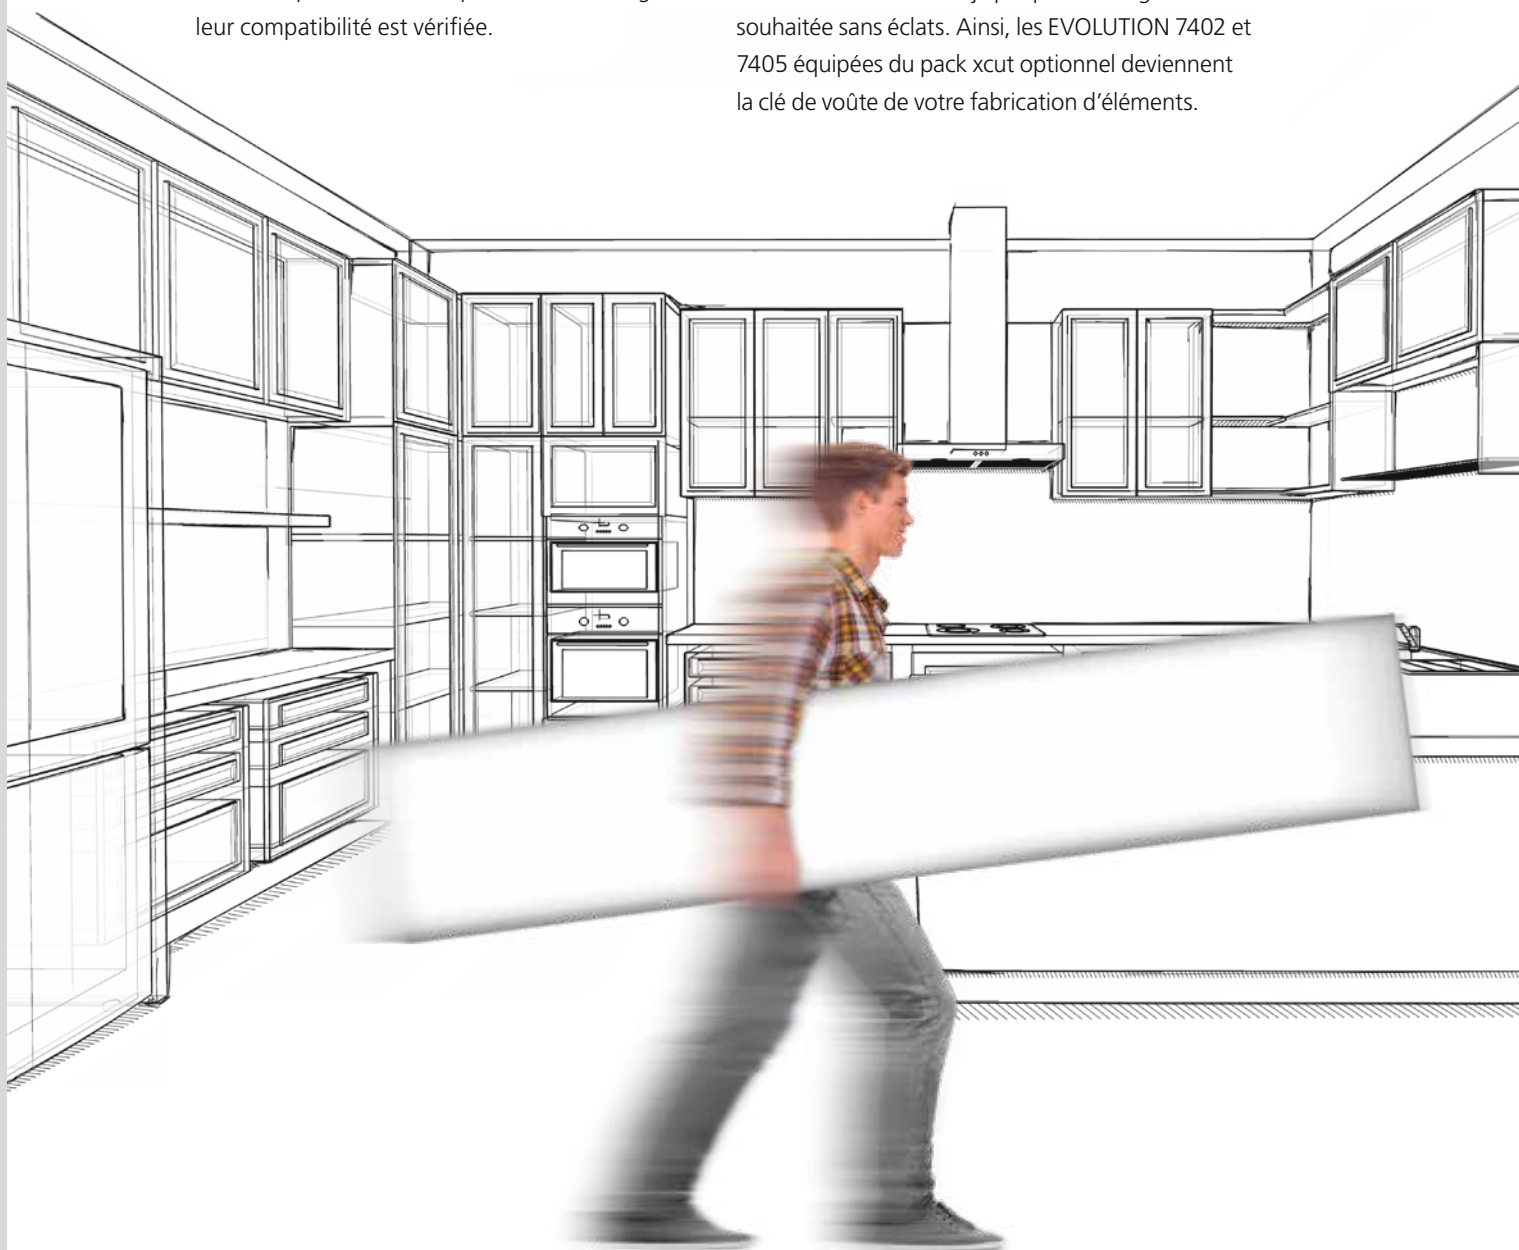 leur compatibilité est vérifiée.
souhaitée sans éclats. Ainsi, les EVOLUTION 7402 et
7405 équipées du pack xcut optionnel deviennent
la clé de voûte de votre fabrication d’éléments.